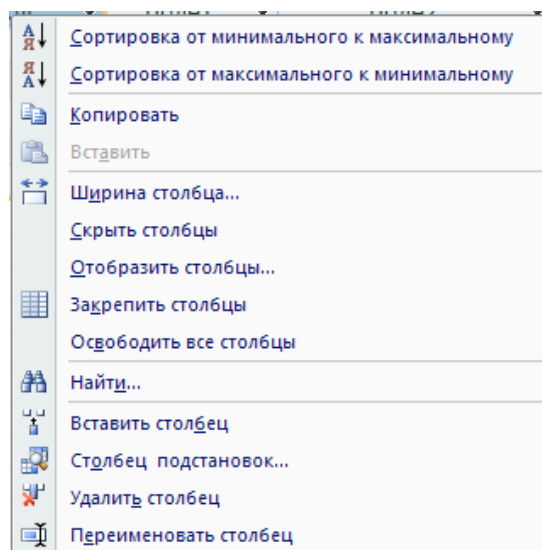 Сортировка от минимального к максимальному
Сортировка от максимального к минимальному
Копировать
Вставить
Ширина столбца...
Скрыть столбцы
Отобразить столбцы...
Закрепить столбцы
Освободить все столбцы
Найти...
Вставить столбец
Столбец подстановок...
Удалить столбец
Переименовать столбец